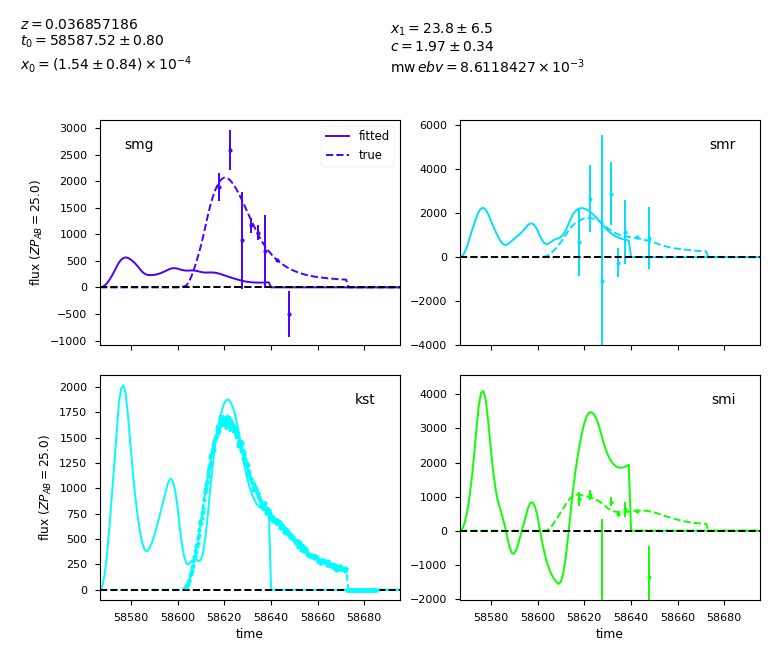 z = 0.036857186
t0 = 58587.52 ± 0.80
x0 = (1.54 ± 0.84) × 10^−4
x1 = 23.8 ± 6.5
c = 1.97 ± 0.34
mw ebv = 8.6118427 × 10^−3
smg
fitted
true
flux (ZP_AB = 25.0)
3000
2500
2000
1500
1000
500
0
−500
−1000
smr
6000
4000
2000
0
−2000
−4000
kst
flux (ZP_AB = 25.0)
2000
1750
1500
1250
1000
750
500
250
0
58580 58600 58620 58640 58660 58680
time
smi
4000
3000
2000
1000
0
−1000
−2000
58580 58600 58620 58640 58660 58680
time